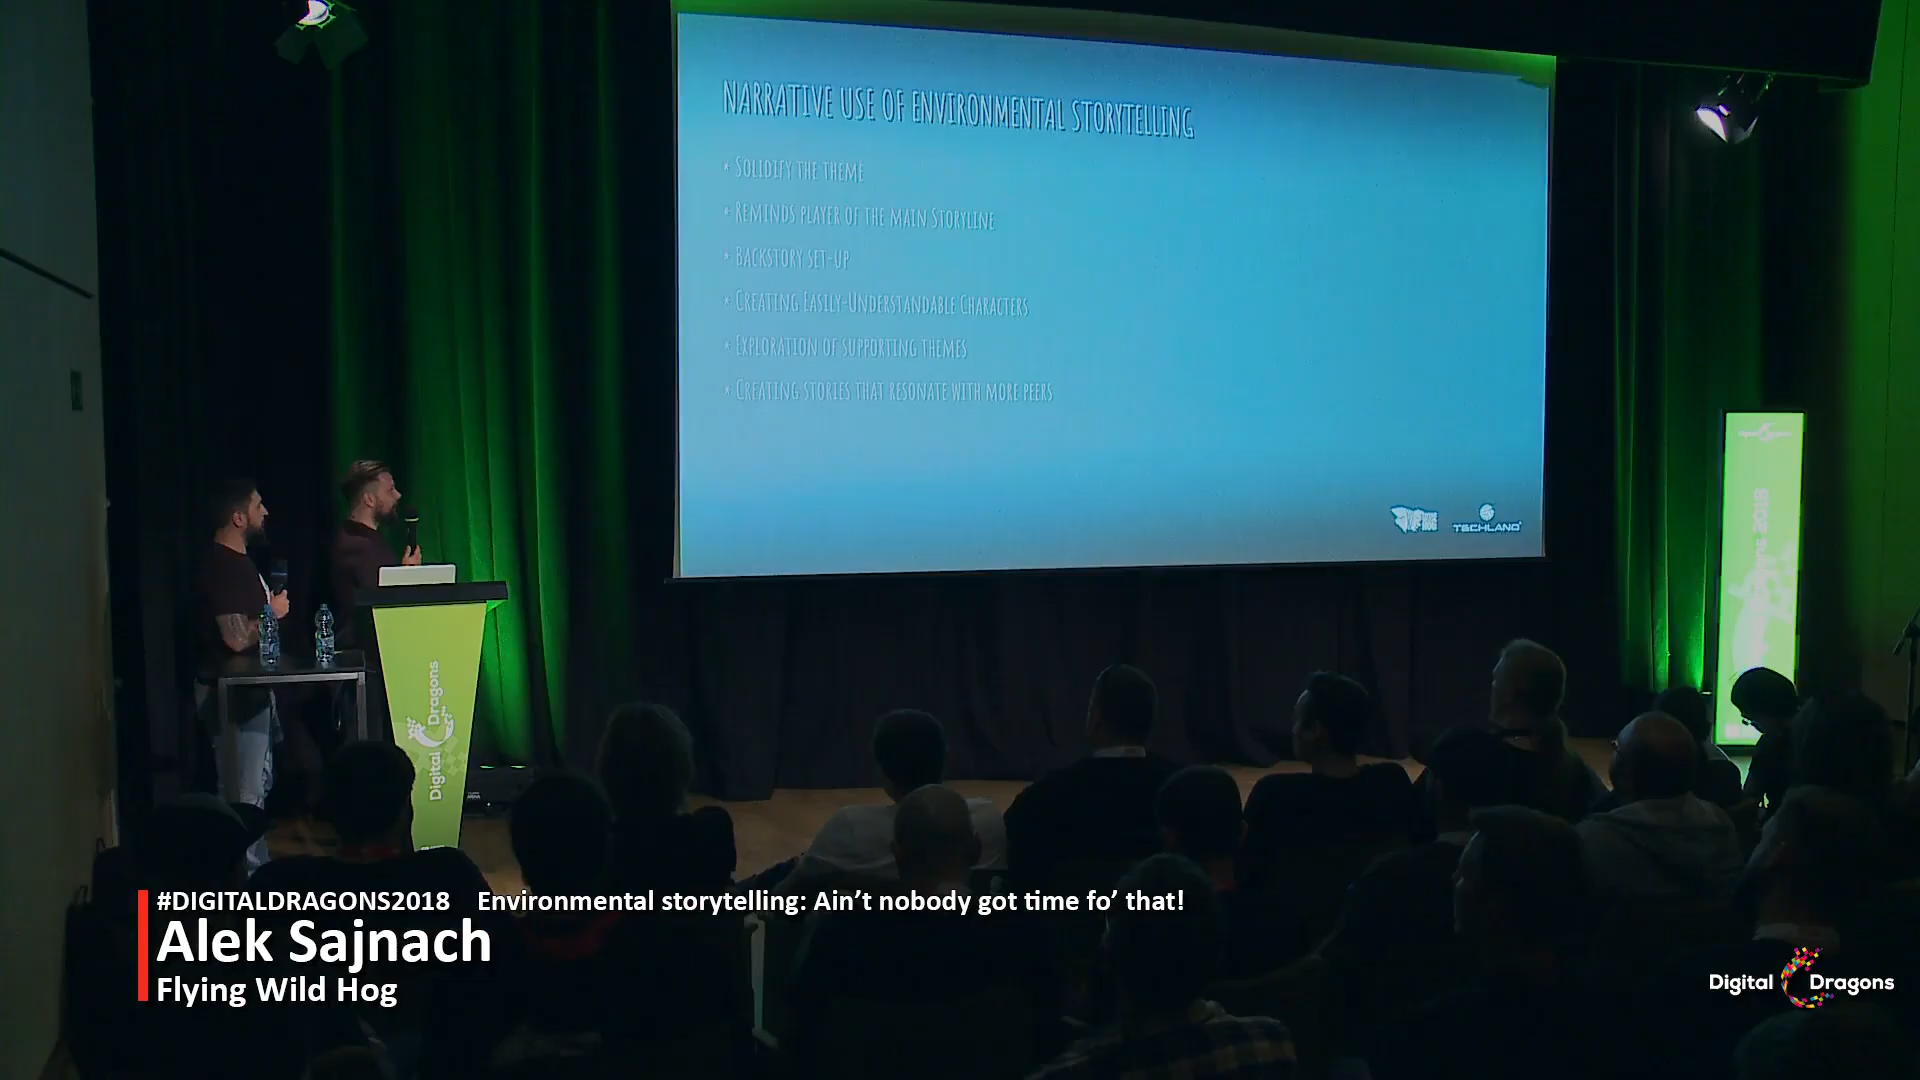 NARRATIVE USE OF ENVIRONMENTAL STORYTELLING
* SOLIDIFY THE THEME
* REMINDS PLAYER OF THE MAIN STORYLINE
* BACKSTORY SET-UP
* CREATING EASILY-UNDERSTANDABLE CHARACTERS
* EXPLORATION OF SUPPORTING THEMES
* CREATING STORIES THAT RESONATE WITH MORE PEERS
HOG
TECHLAND
Digital Dragons
#DIGITALDRAGONS2018 Environmental storytelling: Ain't nobody got time fo' that!
Alek Sajnach
Flying Wild Hog
Digital Dragons